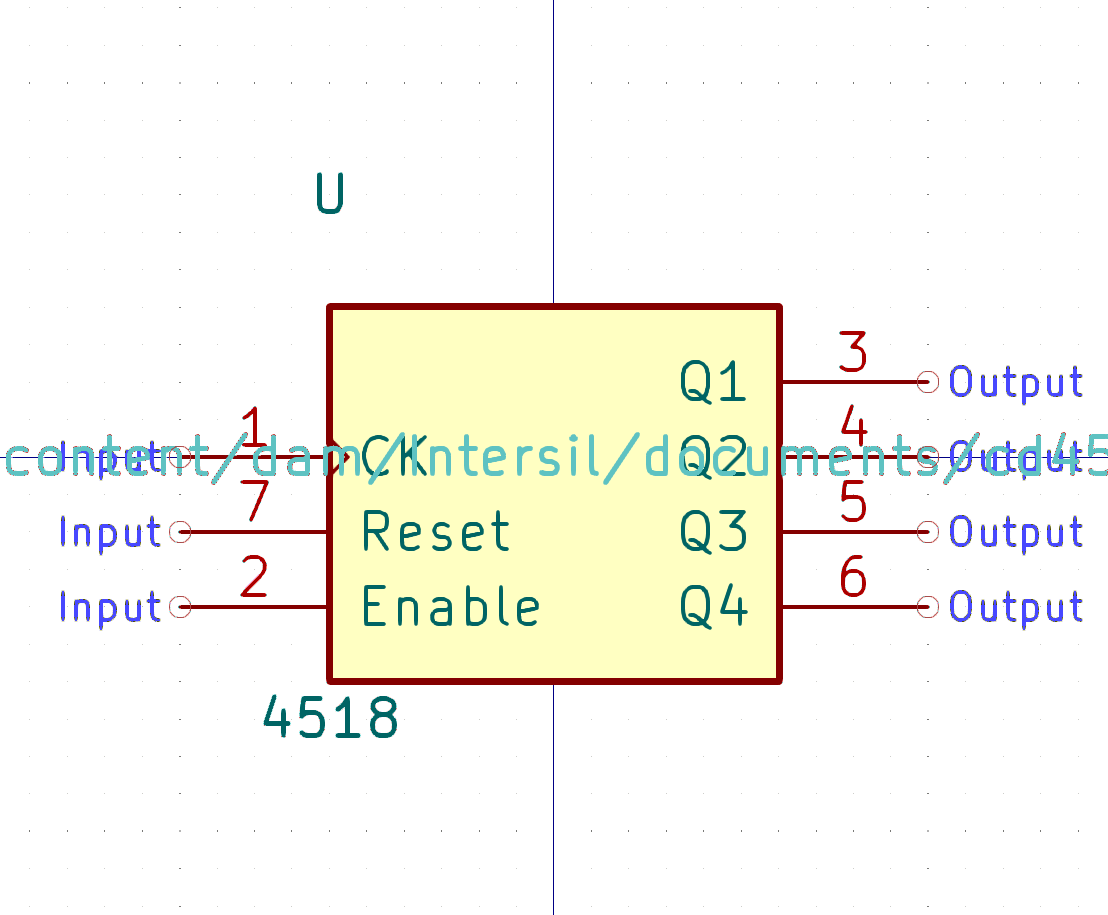 U
3
Q1 Output
1 4
Input content/dam/Intersil/documents/cd45
CK Q2 Output
7 5
Input Reset Q3 Output
2 6
Input Enable Q4 Output
4518